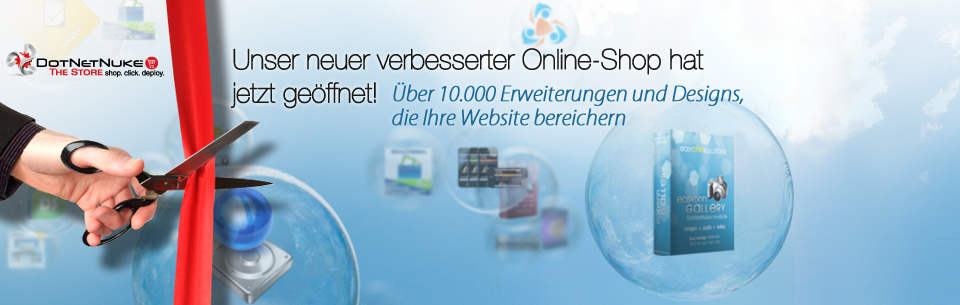 DotNetNuke
The Store shop. click. deploy.
Unser neuer verbesserter Online-Shop hat
jetzt geöffnet!
Über 10.000 Erweiterungen und Designs,
die Ihre Website bereichern
GALLERY